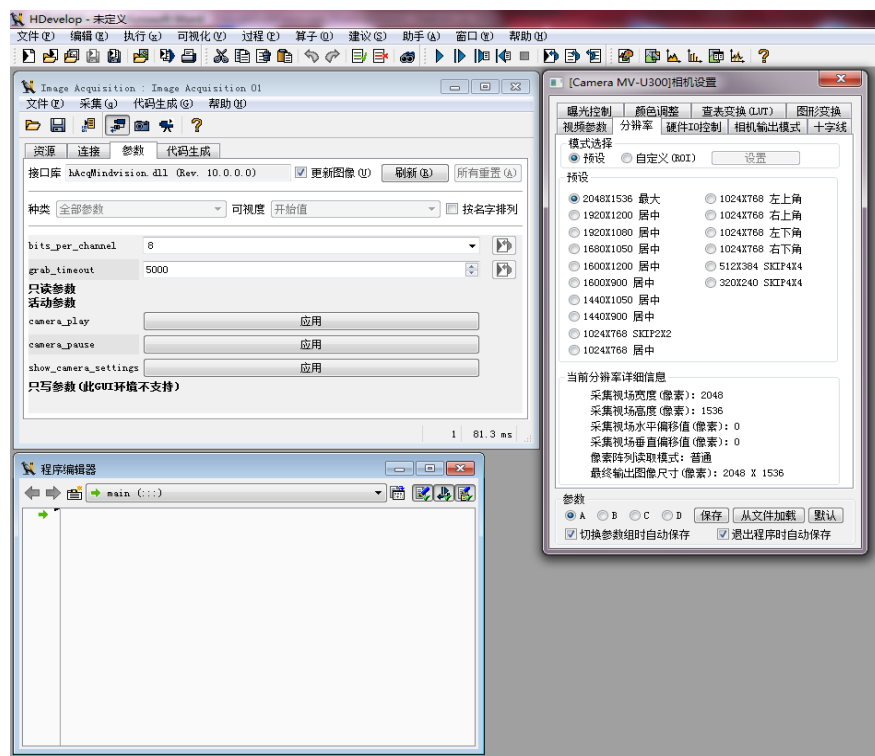 HDevelop - 未定义
文件(F) 编辑(E) 执行(x) 可视化(V) 过程(P) 算子(O) 建议(S) 助手(A) 窗口(W) 帮助(H)
Image Acquisition : Image Acquisition 01
文件(F) 采集(a) 代码生成(G) 帮助(H)
资源 连接 参数 代码生成
接口库 hAcqMindvision.dll (Rev. 10.0.0.0) 更新图像(U) 刷新(R) 所有重置(A)
种类 全部参数 可视度 开始值 按名字排列
bits_per_channel 8
grab_timeout 5000
只读参数
活动参数
camera_play 应用
camera_pause 应用
show_camera_settings 应用
只写参数(此GUI环境不支持)
1 81.3 ms
程序编辑器
main (:::)
[Camera MV-U300]相机设置
曝光控制 颜色调整 查表变换(LUT) 图形变换
视频参数 分辨率 硬件IO控制 相机输出模式 十字线
模式选择
预设 自定义(ROI) 设置
预设
2048X1536 最大 1024X768 左上角
1920X1200 居中 1024X768 右上角
1920X1080 居中 1024X768 左下角
1680X1050 居中 1024X768 右下角
1600X1200 居中 512X384 SKIP4X4
1600X900 居中 320X240 SKIP4X4
1440X1050 居中
1440X900 居中
1024X768 SKIP2X2
1024X768 居中
当前分辨率详细信息
采集视场宽度(像素): 2048
采集视场高度(像素): 1536
采集视场水平偏移值(像素): 0
采集视场垂直偏移值(像素): 0
像素阵列读取模式: 普通
最终输出图像尺寸(像素): 2048 X 1536
参数
A B C D 保存 从文件加载 默认
切换参数组时自动保存 退出程序时自动保存